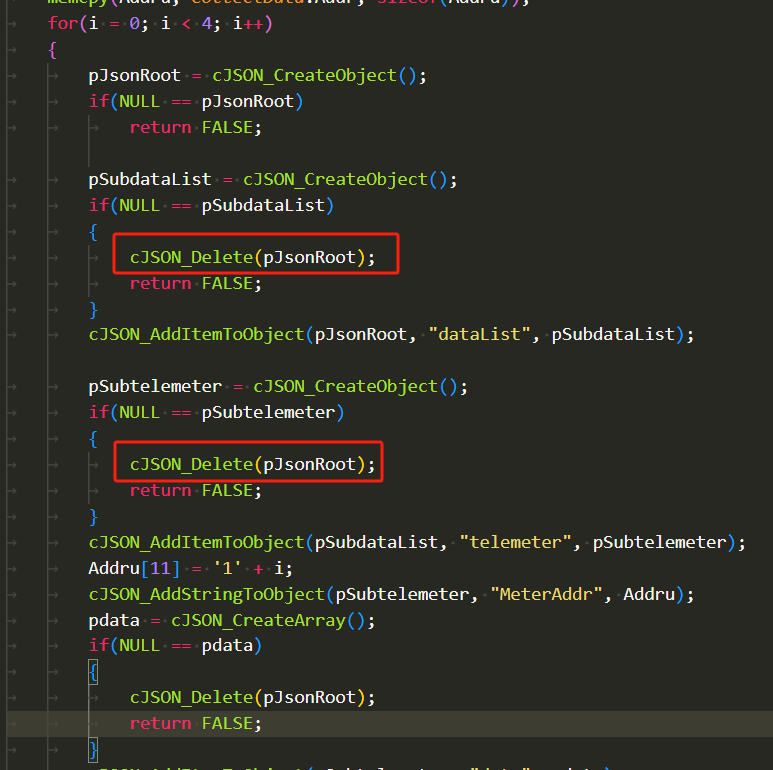 memcpy(Addru, CollectData.Addr, sizeof(Addru));
for(i = 0; i < 4; i++)
{
pJsonRoot = cJSON_CreateObject();
if(NULL == pJsonRoot)
return FALSE;
pSubdataList = cJSON_CreateObject();
if(NULL == pSubdataList)
{
cJSON_Delete(pJsonRoot);
return FALSE;
}
cJSON_AddItemToObject(pJsonRoot, "dataList", pSubdataList);
pSubtelemeter = cJSON_CreateObject();
if(NULL == pSubtelemeter)
{
cJSON_Delete(pJsonRoot);
return FALSE;
}
cJSON_AddItemToObject(pSubdataList, "telemeter", pSubtelemeter);
Addru[11] = '1' + i;
cJSON_AddStringToObject(pSubtelemeter, "MeterAddr", Addru);
pdata = cJSON_CreateArray();
if(NULL == pdata)
{
cJSON_Delete(pJsonRoot);
return FALSE;
}